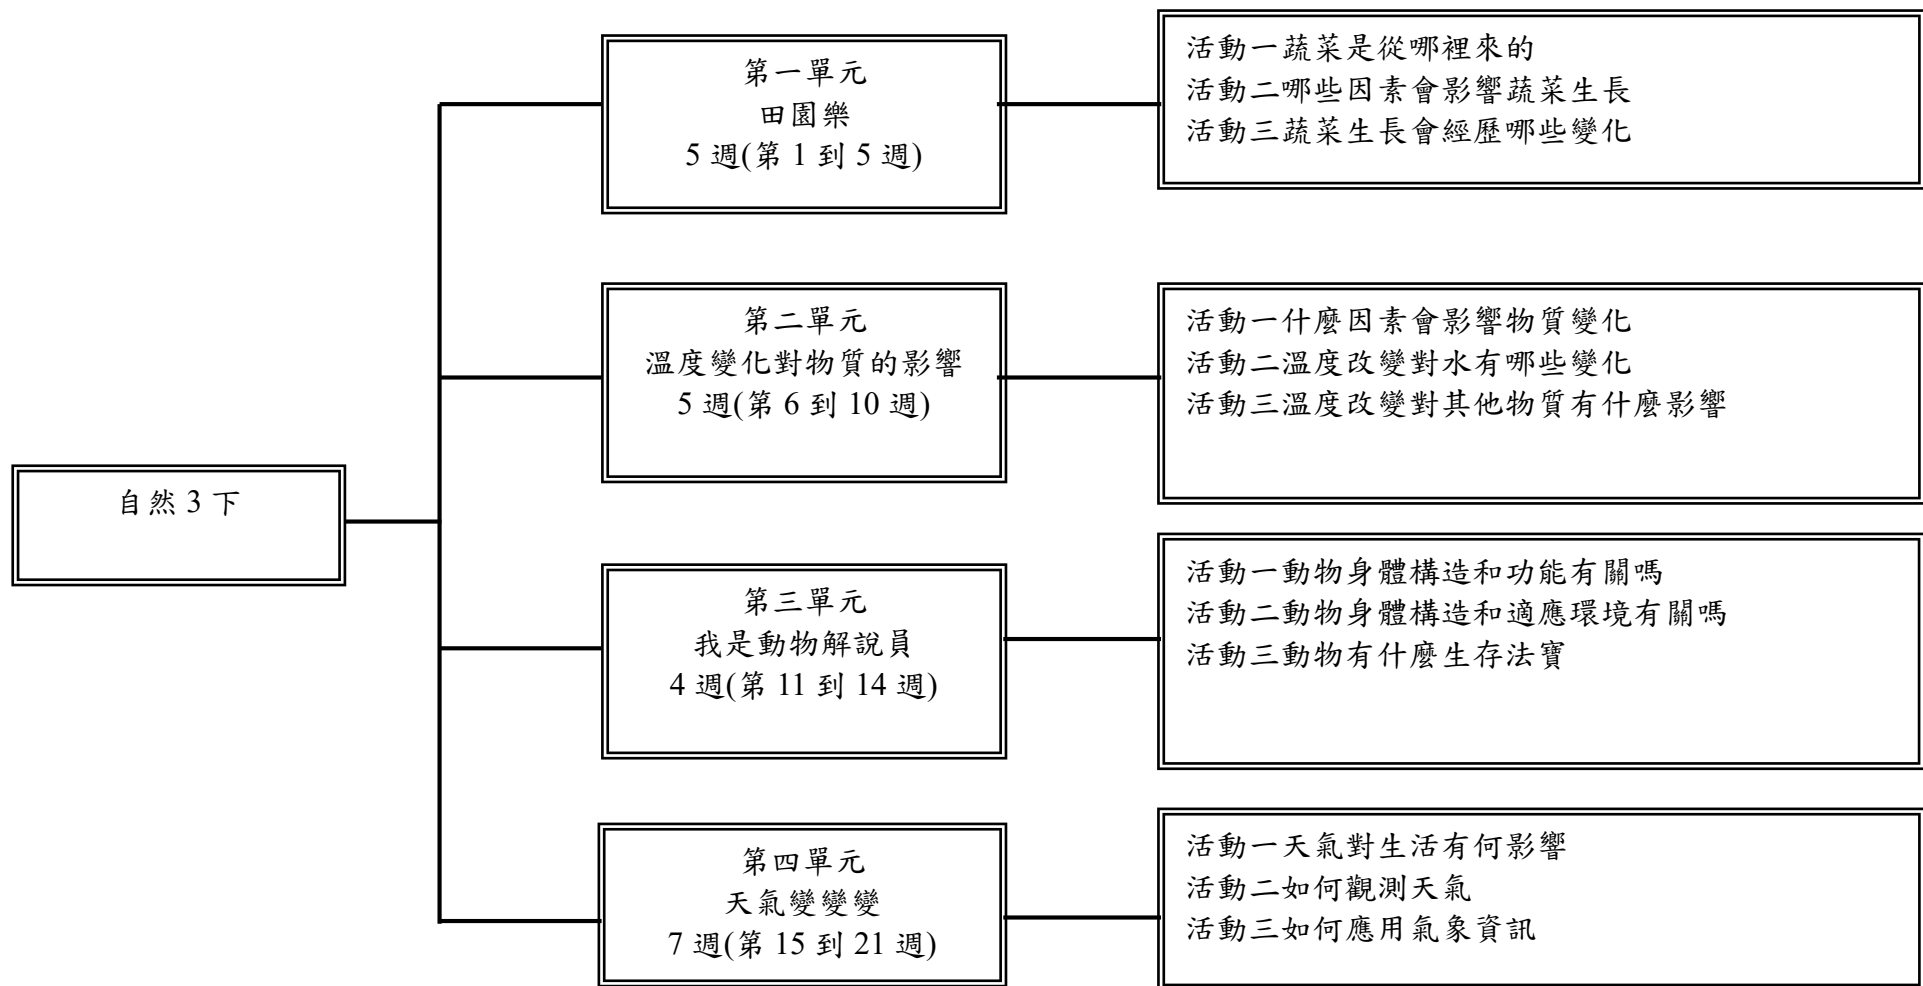 自然 3 下
第一單元
田園樂
5 週(第 1 到 5 週)
活動一蔬菜是從哪裡來的
活動二哪些因素會影響蔬菜生長
活動三蔬菜生長會經歷哪些變化
第二單元
溫度變化對物質的影響
5 週(第 6 到 10 週)
活動一什麼因素會影響物質變化
活動二溫度改變對水有哪些變化
活動三溫度改變對其他物質有什麼影響
第三單元
我是動物解說員
4 週(第 11 到 14 週)
活動一動物身體構造和功能有關嗎
活動二動物身體構造和適應環境有關嗎
活動三動物有什麼生存法寶
第四單元
天氣變變變
7 週(第 15 到 21 週)
活動一天氣對生活有何影響
活動二如何觀測天氣
活動三如何應用氣象資訊